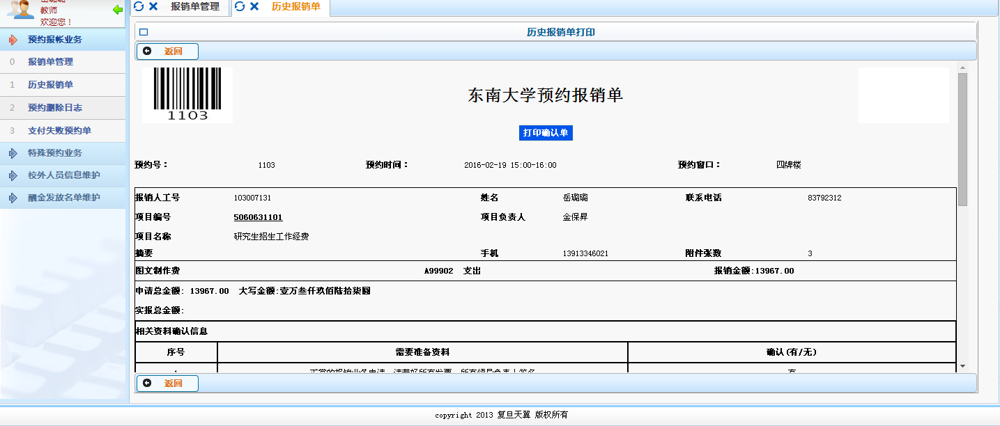 教师
欢迎您！
报销单管理 历史报销单
预约报帐业务
0 报销单管理
1 历史报销单
2 预约删除日志
3 支付失败预约单
特殊预约业务
校外人员信息维护
酬金发放名单维护
历史报销单打印
返回
1103
东南大学预约报销单
打印确认单
预约号： 1103 预约时间： 2016-02-19 15:00-16:00 预约窗口： 四牌楼
报销人工号 103007131 姓名 岳璐璐 联系电话 83792312
项目编号 5060631101 项目负责人 金保昇
项目名称 研究生招生工作经费
摘要 手机 13913346021 附件张数 3
图文制作费 A99902 支出 报销金额:13967.00
申请总金额: 13967.00 大写金额:壹万叁仟玖佰陆拾柒圆
实报总金额:
相关资料确认信息
序号 需要准备资料 确认(有/无)
返回
copyright 2013 复旦天翼 版权所有